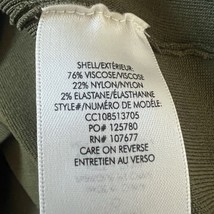 SHELL/EXTÉRIEUR:
76% VISCOSE/VISCOSE
22% NYLON/NYLON
2% ELASTANE/ÉLASTHANNE
STYLE#/NUMÉRO DE MODÈLE:
CC108513705
PO# 125780
RN# 107677
CARE ON REVERSE
ENTRETIEN AU VERSO